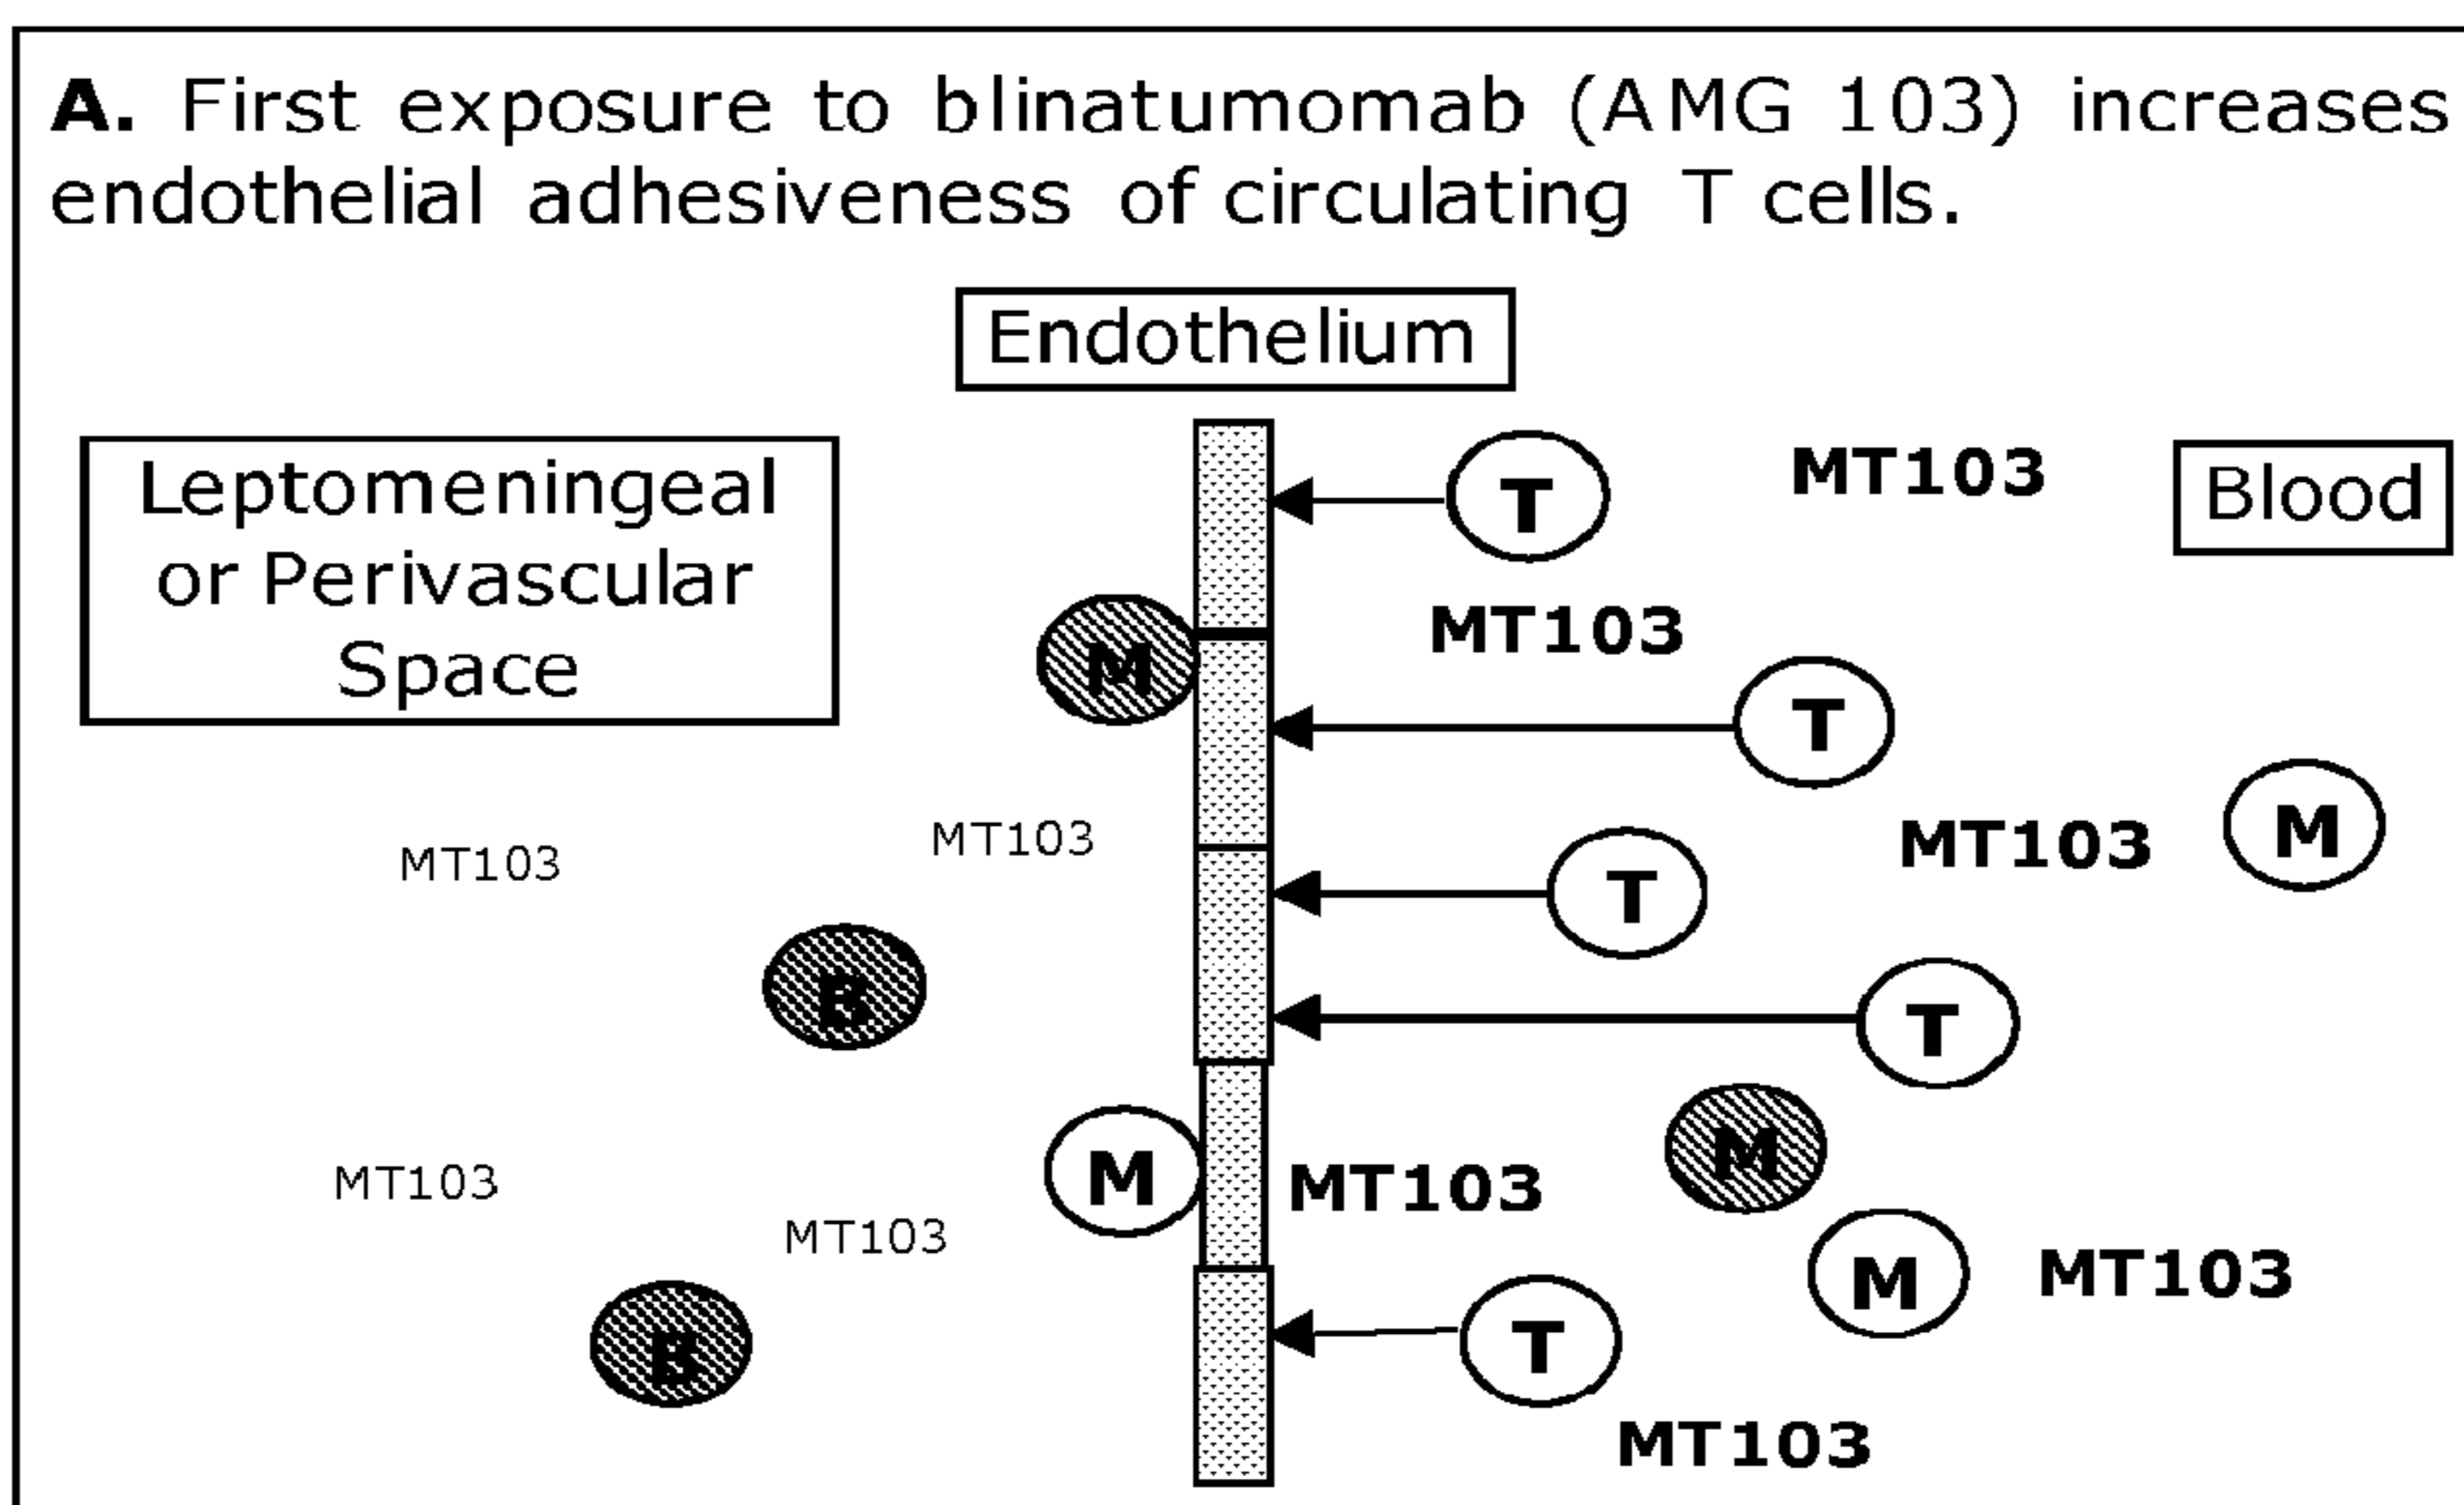 A. First exposure to blinatumomab (AMG 103) increases
endothelial adhesiveness of circulating T cells.
Endothelium
Leptomeningeal
or Perivascular
Space
Blood
T
MT103
MT103
M
T
MT103
M
MT103
MT103
T
B
T
M
MT103
M
MT103
M
MT103
MT103
B
T
MT103